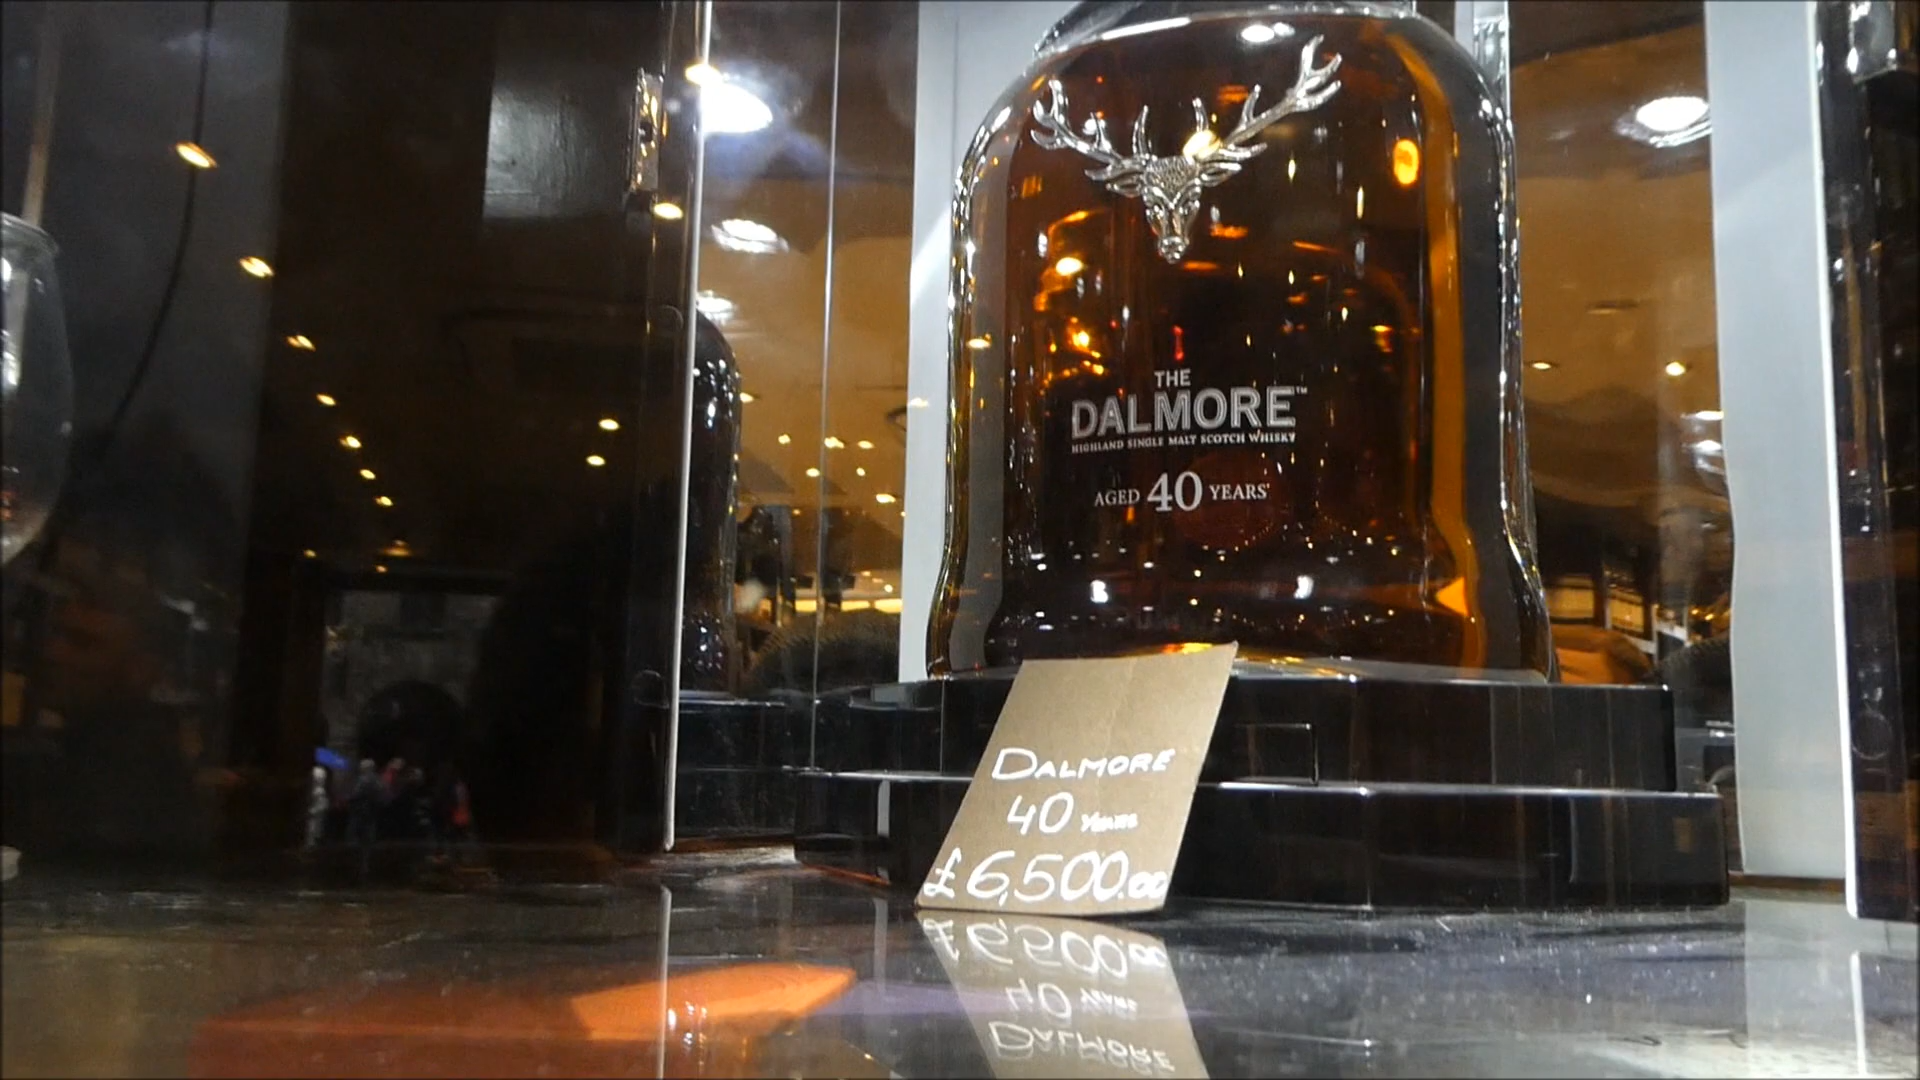 THE
DALMORE™
HIGHLAND SINGLE MALT SCOTCH WHISKY
AGED 40 YEARS
DALMORE
40 YEARS
£6,500.00